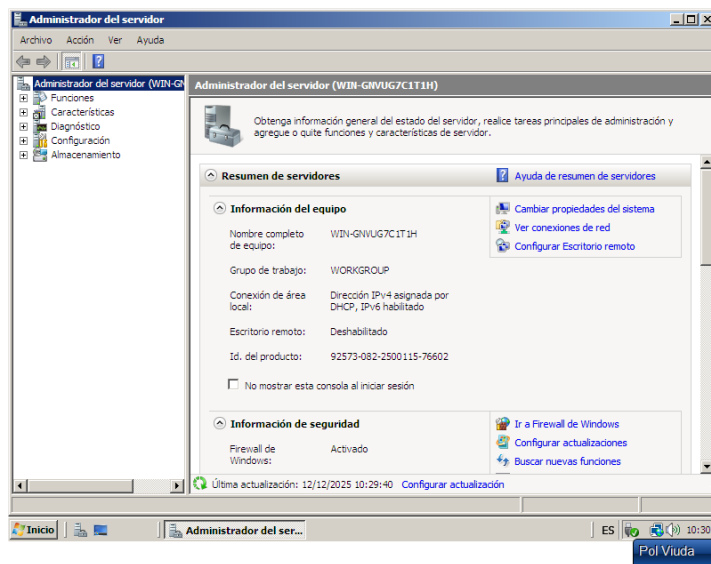 Administrador del servidor
Archivo Acción Ver Ayuda
Administrador del servidor (WIN-GN
Funciones
Características
Diagnóstico
Configuración
Almacenamiento
Administrador del servidor (WIN-GNVUG7C1T1H)
Obtenga información general del estado del servidor, realice tareas principales de administración y
agregue o quite funciones y características de servidor.
Resumen de servidores
Ayuda de resumen de servidores
Información del equipo
Cambiar propiedades del sistema
Ver conexiones de red
Configurar Escritorio remoto
Nombre completo
de equipo:
WIN-GNVUG7C1T1H
Grupo de trabajo:
WORKGROUP
Conexión de área
local:
Dirección IPv4 asignada por
DHCP, IPv6 habilitado
Escritorio remoto:
Deshabilitado
Id. del producto:
92573-082-2500115-76602
No mostrar esta consola al iniciar sesión
Información de seguridad
Ir a Firewall de Windows
Configurar actualizaciones
Buscar nuevas funciones
Firewall de
Windows:
Activado
Última actualización: 12/12/2025 10:29:40 Configurar actualización
Inicio
Administrador del ser...
ES
10:30
Pol Viuda